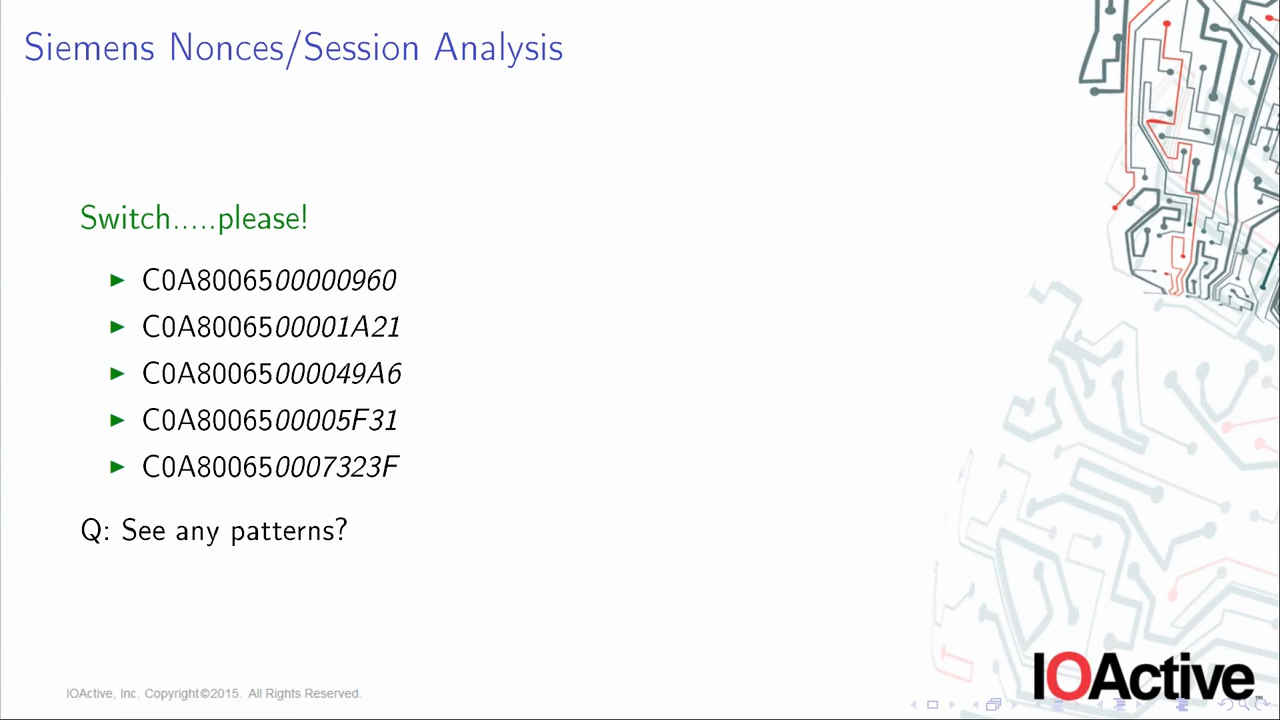 Siemens Nonces/Session Analysis
Switch.....please!
C0A8006500000960
C0A8006500001A21
C0A80065000049A6
C0A8006500005F31
C0A800650007323F
Q: See any patterns?
IOActive, Inc. Copyright©2015. All Rights Reserved.
IOActive™